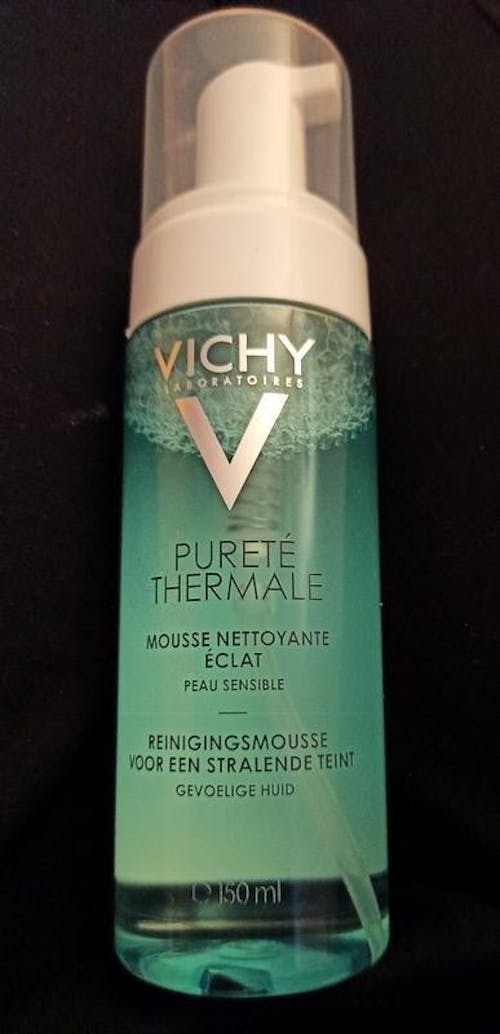 VICHY
LABORATOIRES
V
PURETÉ
THERMALE
MOUSSE NETTOYANTE
ÉCLAT
PEAU SENSIBLE
REINIGINGSMOUSSE
VOOR EEN STRALENDE TEINT
GEVOELIGE HUID
150 ml